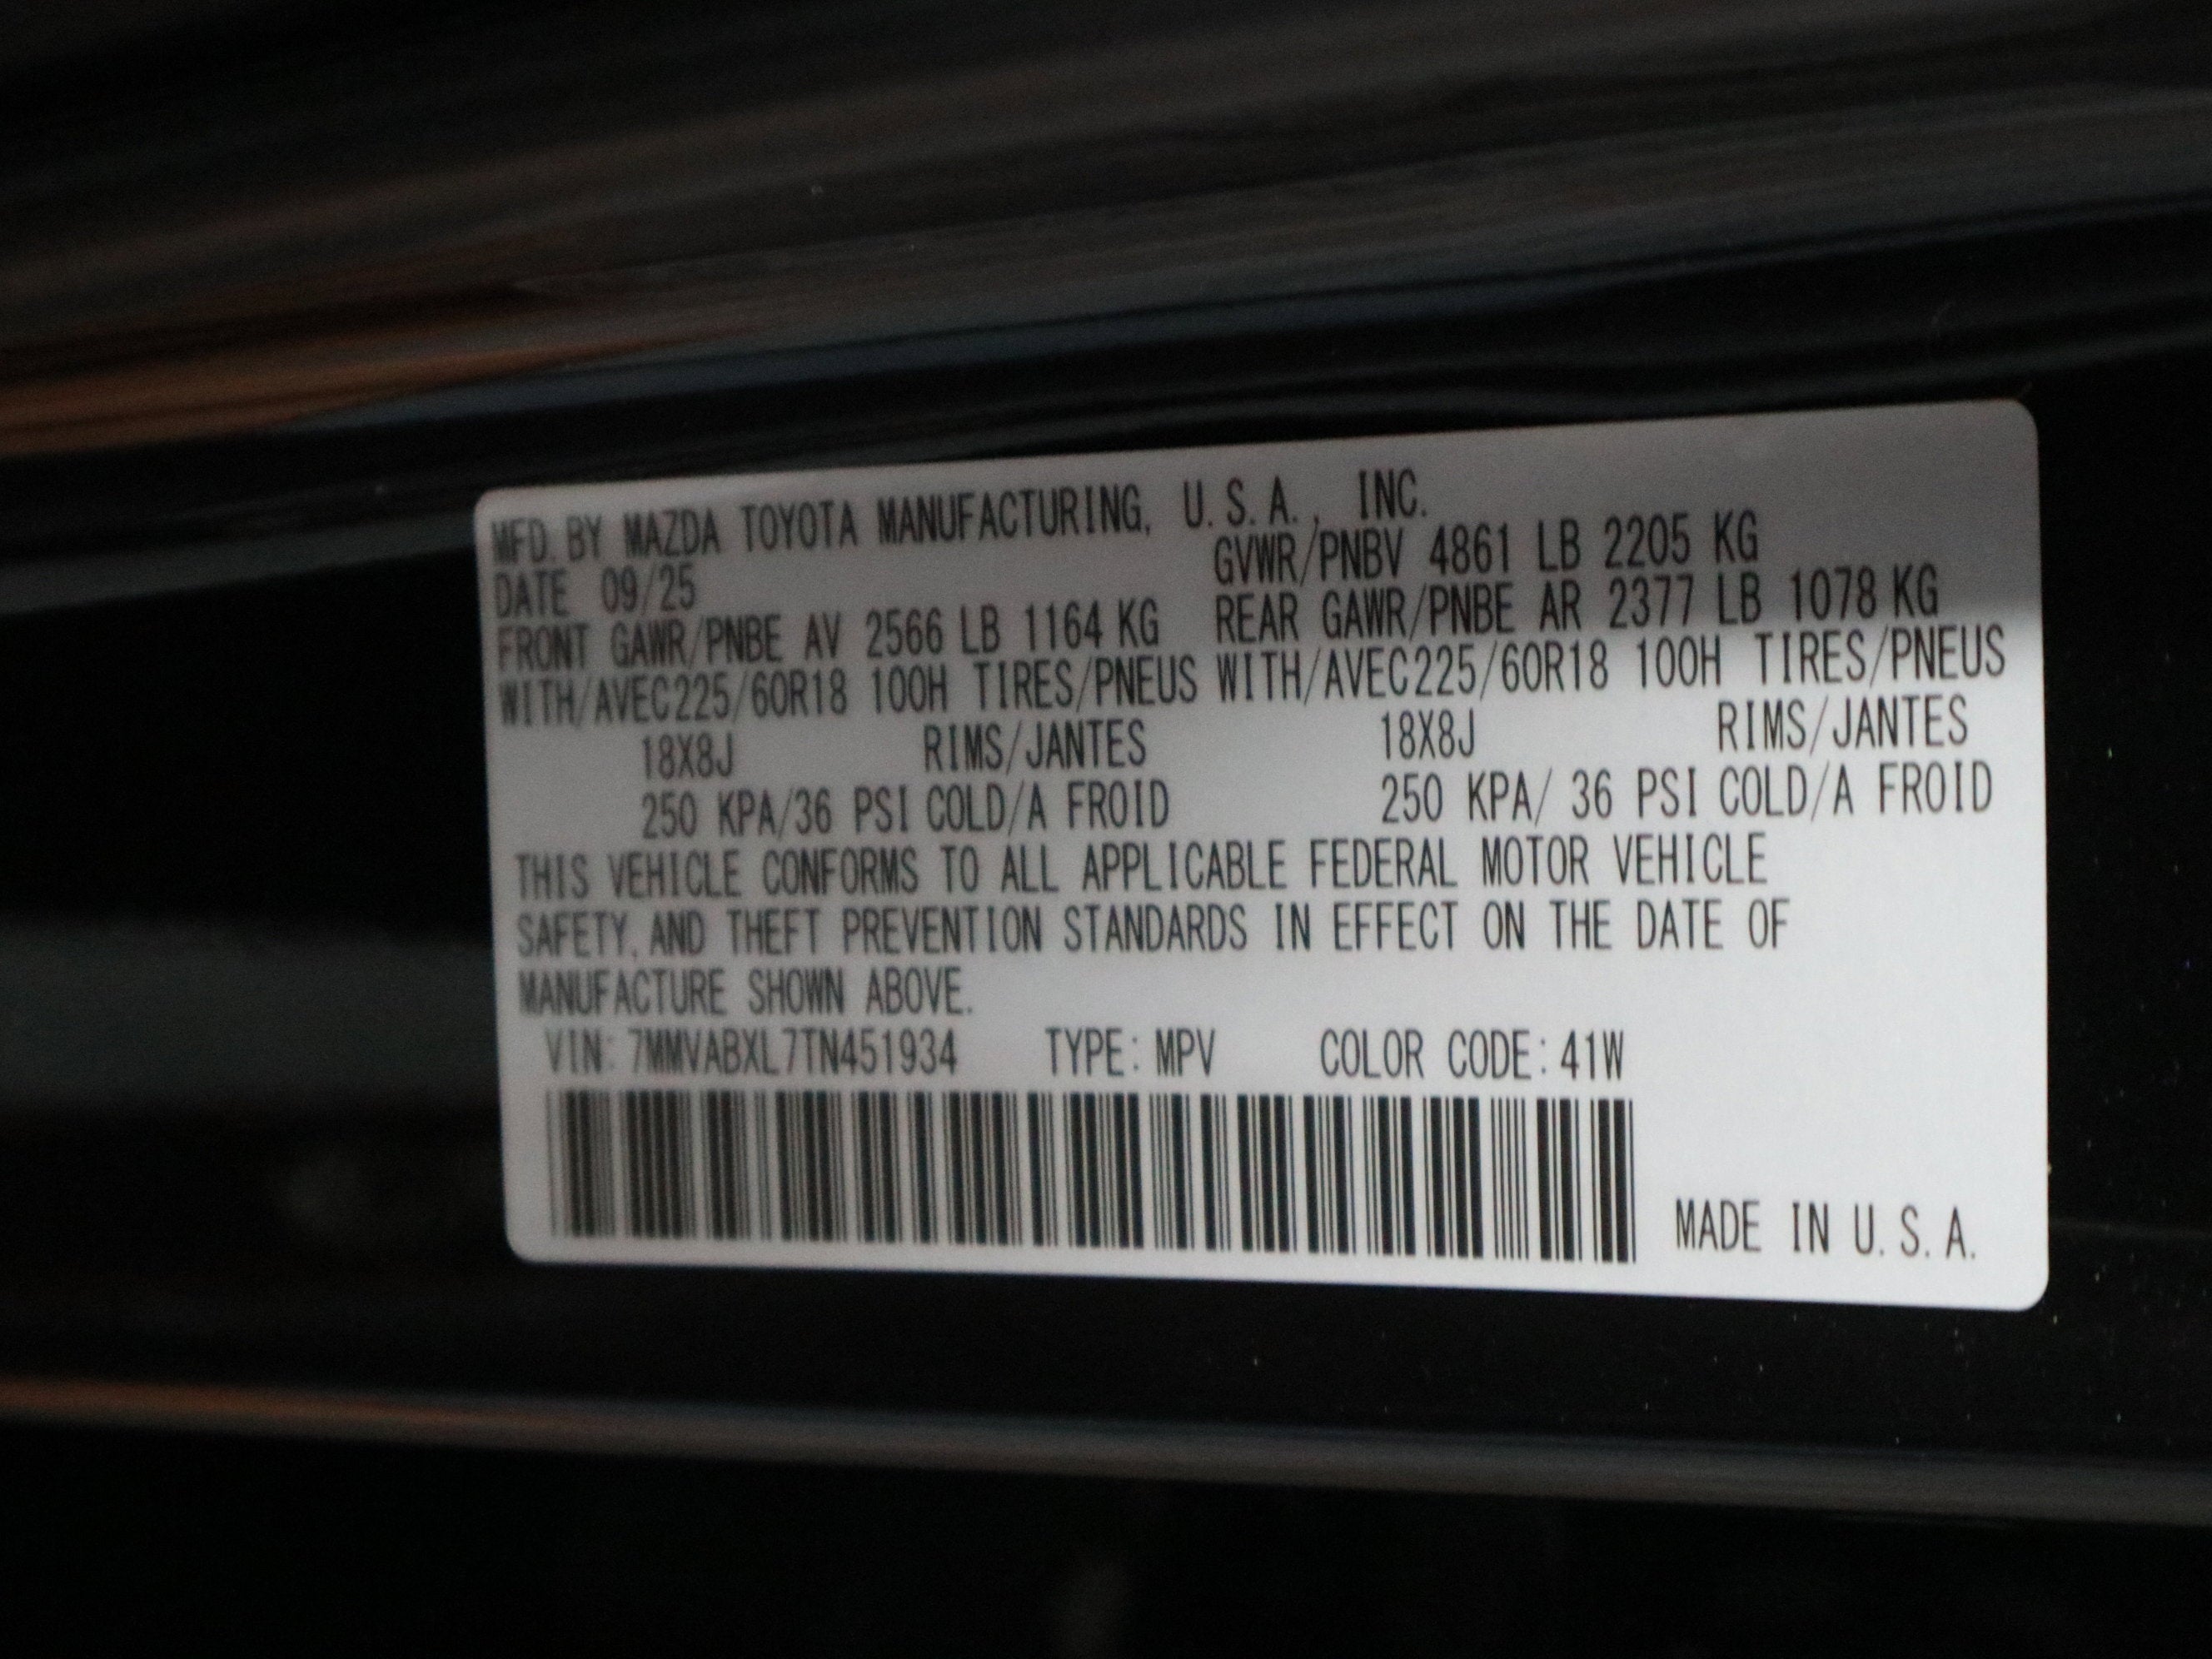 MFD. BY MAZDA TOYOTA MANUFACTURING, U.S.A., INC.
DATE 09/25 GVWR/PNBV 4861 LB 2205 KG
FRONT GAWR/PNBE AV 2566 LB 1164 KG REAR GAWR/PNBE AR 2377 LB 1078 KG
WITH/AVEC225/60R18 100H TIRES/PNEUS WITH/AVEC225/60R18 100H TIRES/PNEUS
18X8J RIMS/JANTES 18X8J RIMS/JANTES
250 KPA/36 PSI COLD/A FROID 250 KPA/ 36 PSI COLD/A FROID
THIS VEHICLE CONFORMS TO ALL APPLICABLE FEDERAL MOTOR VEHICLE
SAFETY, AND THEFT PREVENTION STANDARDS IN EFFECT ON THE DATE OF
MANUFACTURE SHOWN ABOVE.
VIN: 7MMVABXL7TN451934 TYPE: MPV COLOR CODE: 41W
MADE IN U.S.A.